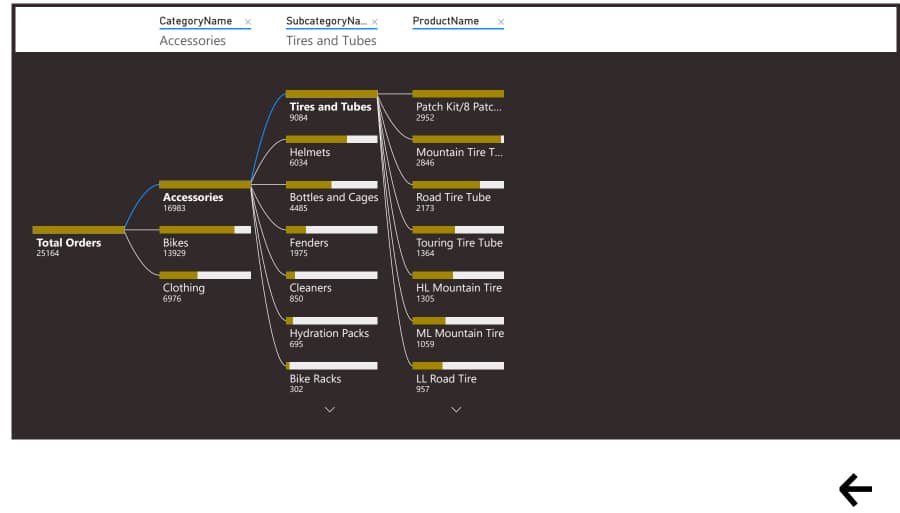 CategoryName
SubcategoryNa...
ProductName
Accessories
Tires and Tubes
Total Orders
25164
Accessories
16983
Bikes
13929
Clothing
6976
Tires and Tubes
9084
Helmets
6034
Bottles and Cages
4485
Fenders
1975
Cleaners
850
Hydration Packs
695
Bike Racks
302
Patch Kit/8 Patc...
2952
Mountain Tire T...
2846
Road Tire Tube
2173
Touring Tire Tube
1364
HL Mountain Tire
1305
ML Mountain Tire
1059
LL Road Tire
957